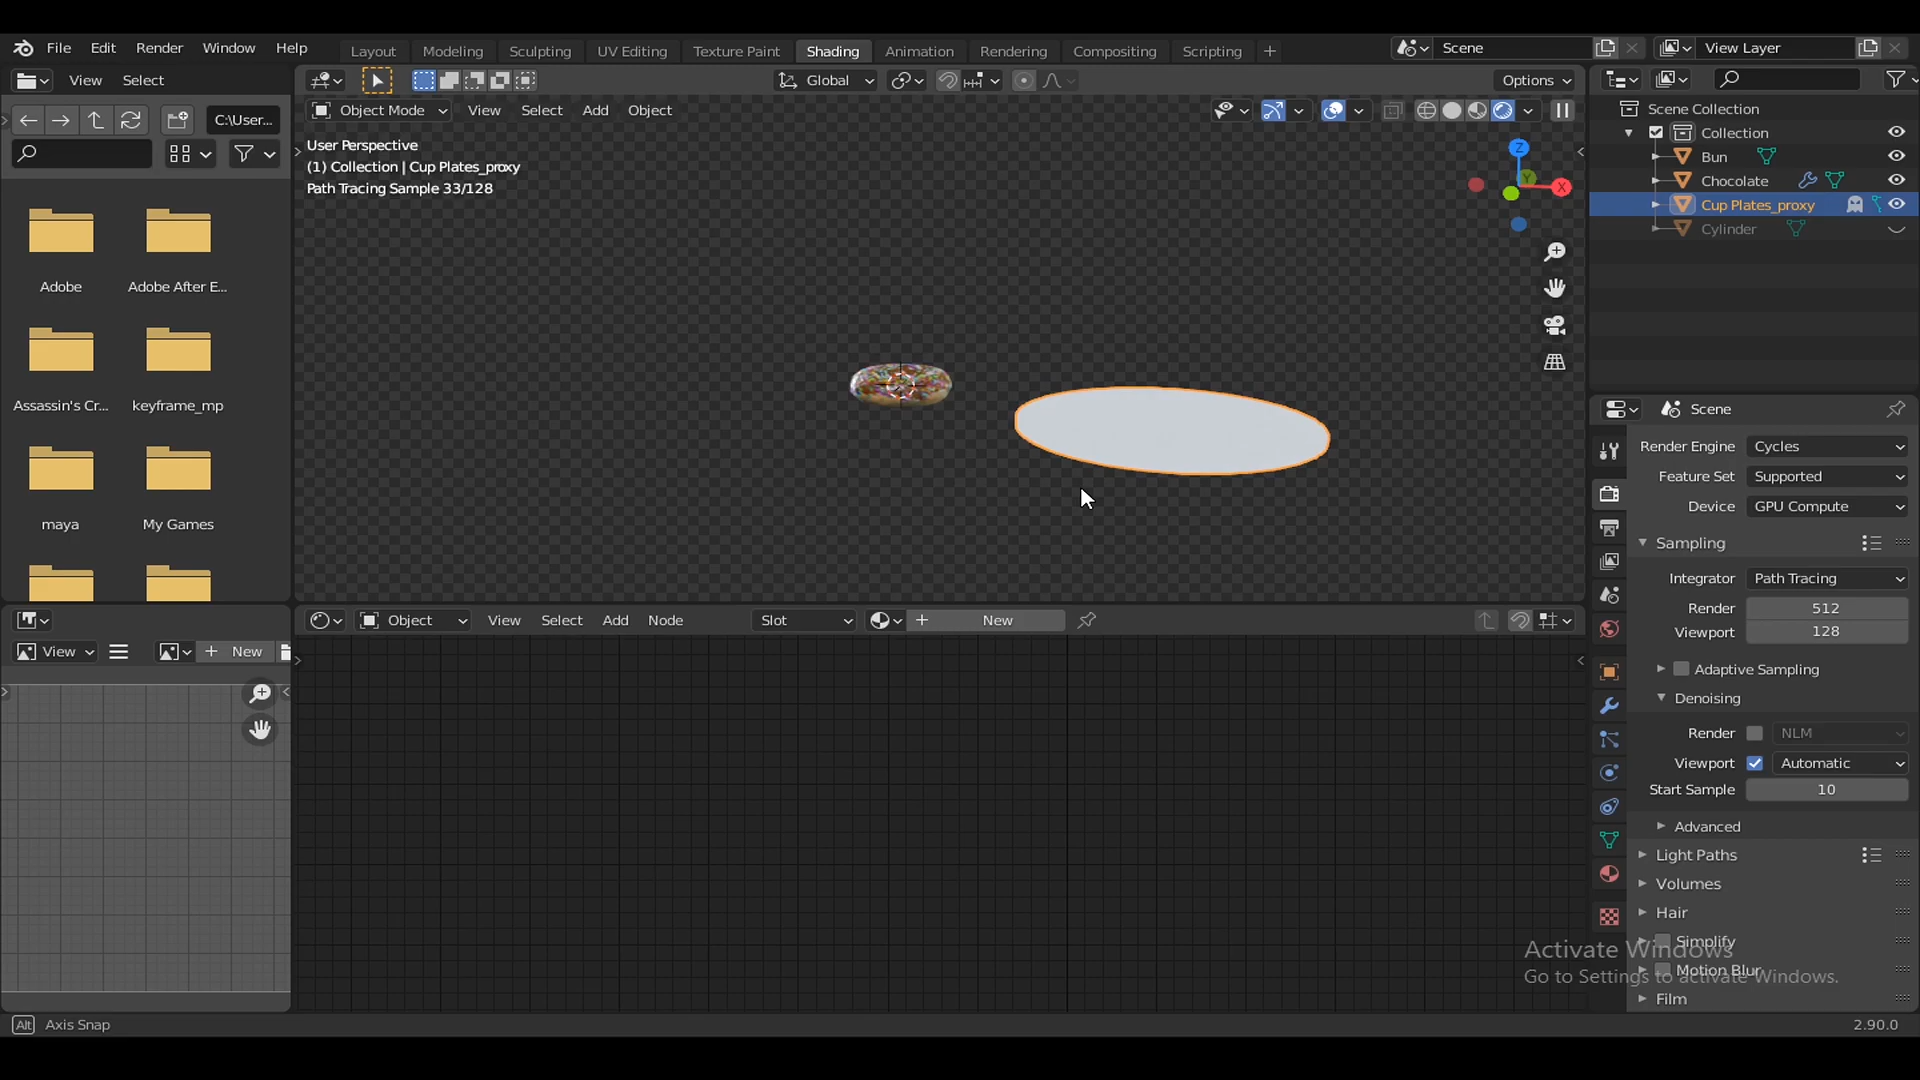 File Edit Render Window Help Layout Modeling Sculpting UV Editing Texture Paint Shading Animation Rendering Compositing Scripting + Scene View Layer
View Select Global Options
C:\User... Object Mode View Select Add Object Scene Collection
User Perspective Collection
(1) Collection | Cup Plates_proxy Bun
Path Tracing Sample 33/128 Chocolate
Cup Plates_proxy
Cylinder
Z
Y
X
Adobe Adobe After E...
Assassin's Cr... keyframe_mp
maya My Games
Scene
Render Engine Cycles
Feature Set Supported
Device GPU Compute
Sampling
Integrator Path Tracing
Render 512
Viewport 128
Adaptive Sampling
Denoising
Render NLM
Viewport Automatic
Start Sample 10
Advanced
Light Paths
Volumes
Hair
Simplify
Motion Blur
Film
Object View Select Add Node Slot + New
View + New
Activate Windows
Go to Settings to activate Windows.
Alt Axis Snap 2.90.0